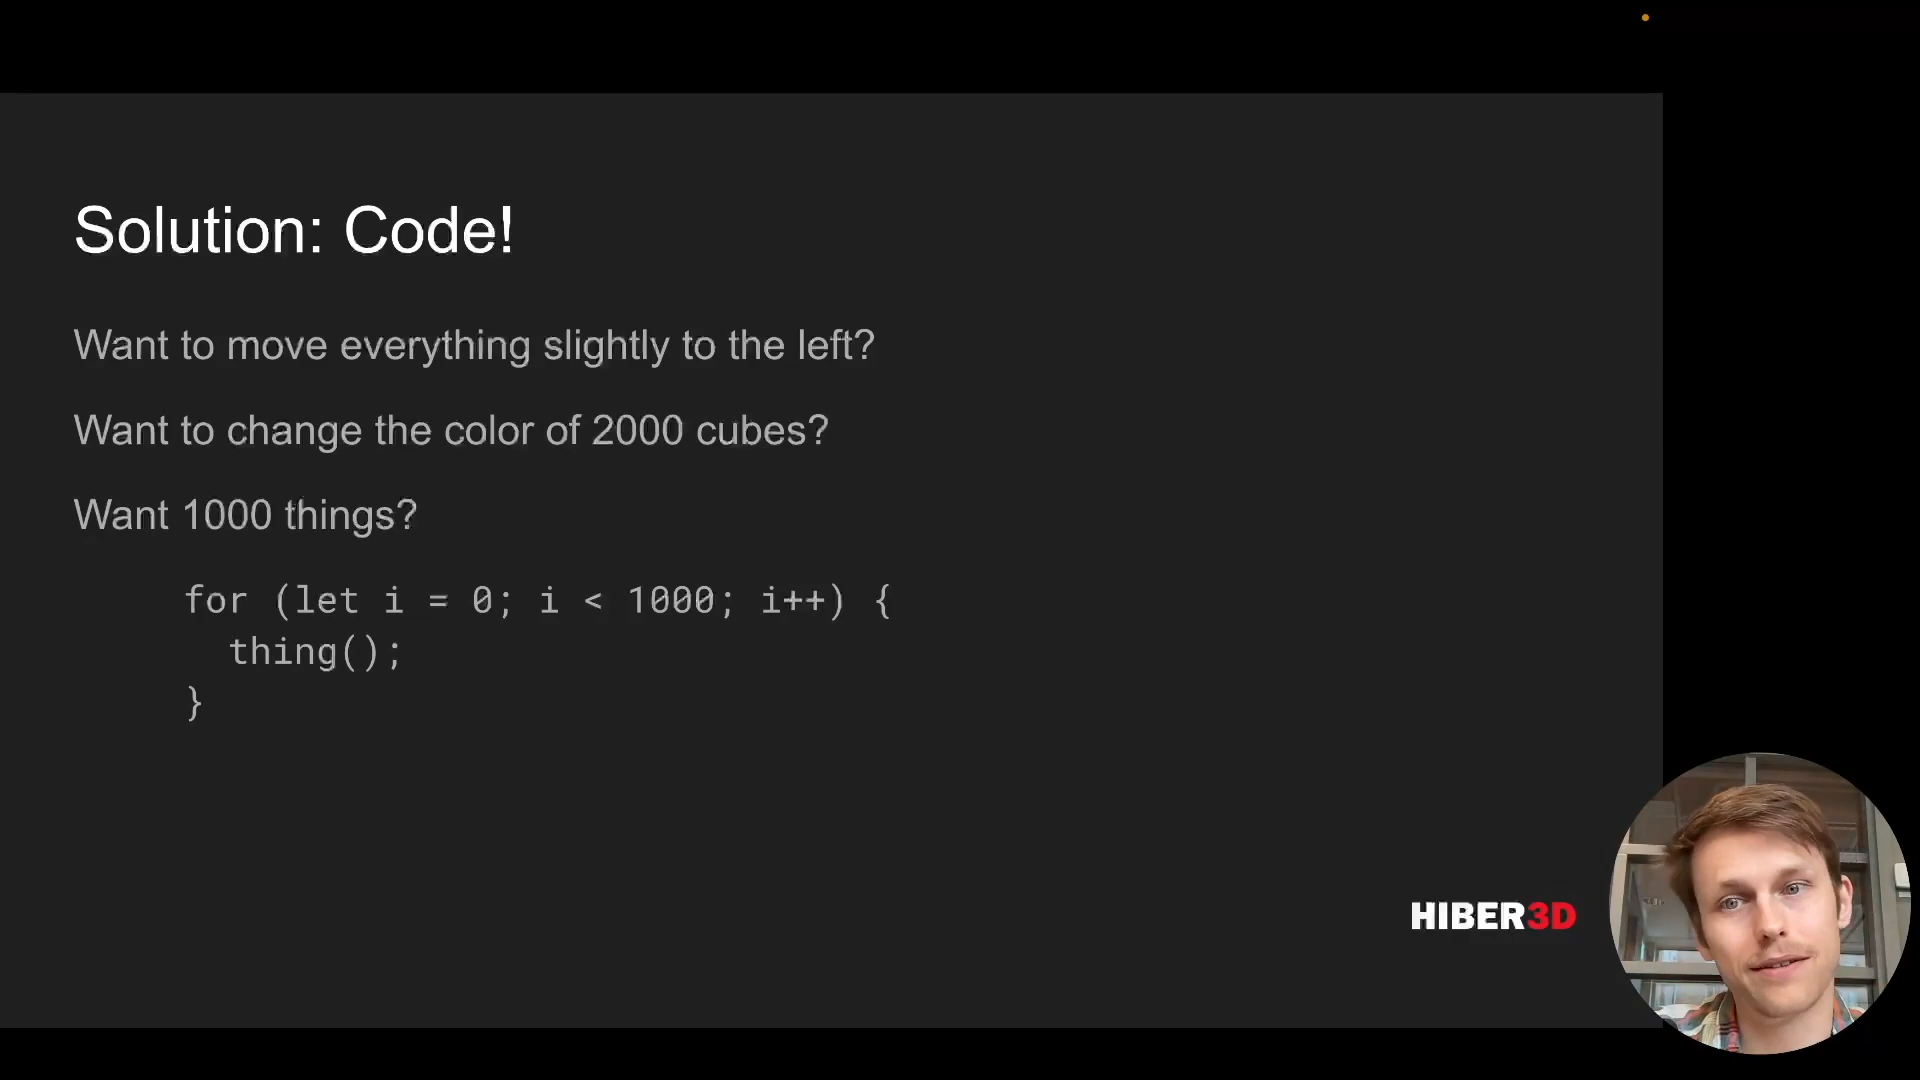 Solution: Code!
Want to move everything slightly to the left?
Want to change the color of 2000 cubes?
Want 1000 things?
for (let i = 0; i < 1000; i++) {
  thing();
}
HIBER3D